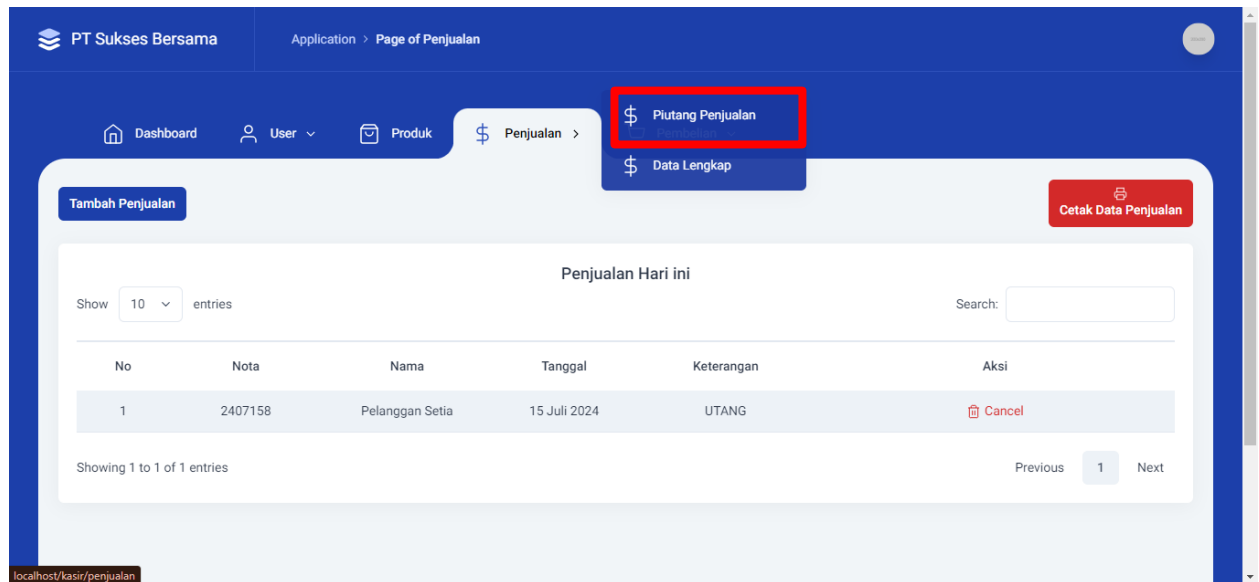 PT Sukses Bersama
Application > Page of Penjualan
Dashboard
User
Produk
Penjualan
Piutang Penjualan
Pembelian
Data Lengkap
Tambah Penjualan
Cetak Data Penjualan
Penjualan Hari ini
Show 10 entries
Search:
No Nota Nama Tanggal Keterangan Aksi
1 2407158 Pelanggan Setia 15 Juli 2024 UTANG Cancel
Showing 1 to 1 of 1 entries
Previous 1 Next
localhost/kasir/penjualan